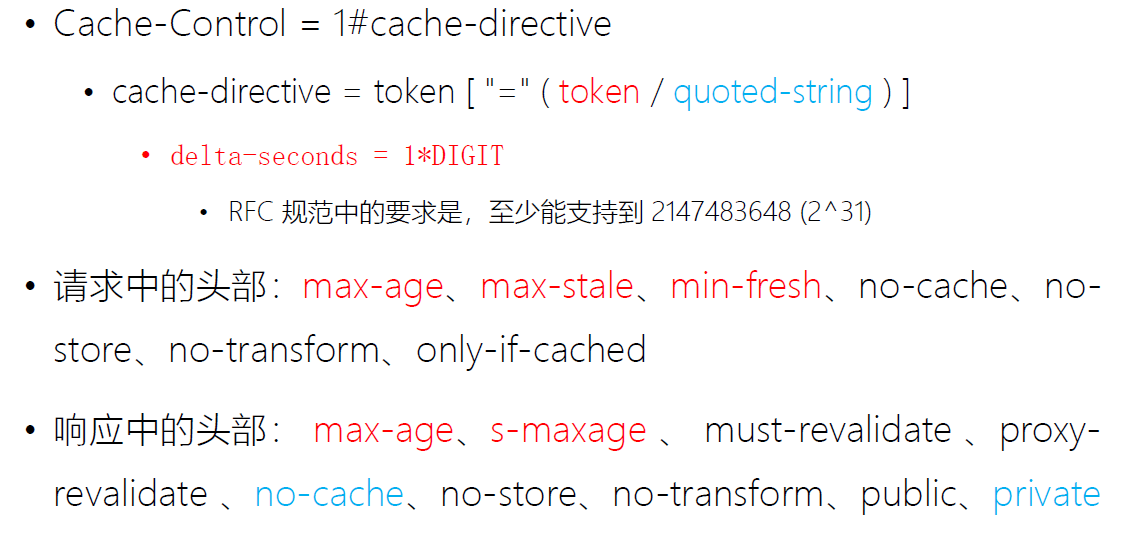 • Cache-Control = 1#cache-directive
• cache-directive = token [ "=" ( token / quoted-string ) ]
• delta-seconds = 1*DIGIT
• RFC 规范中的要求是，至少能支持到 2147483648 (2^31)
• 请求中的头部：max-age、max-stale、min-fresh、no-cache、no-
store、no-transform、only-if-cached
• 响应中的头部： max-age、s-maxage 、 must-revalidate 、proxy-
revalidate 、no-cache、no-store、no-transform、public、private